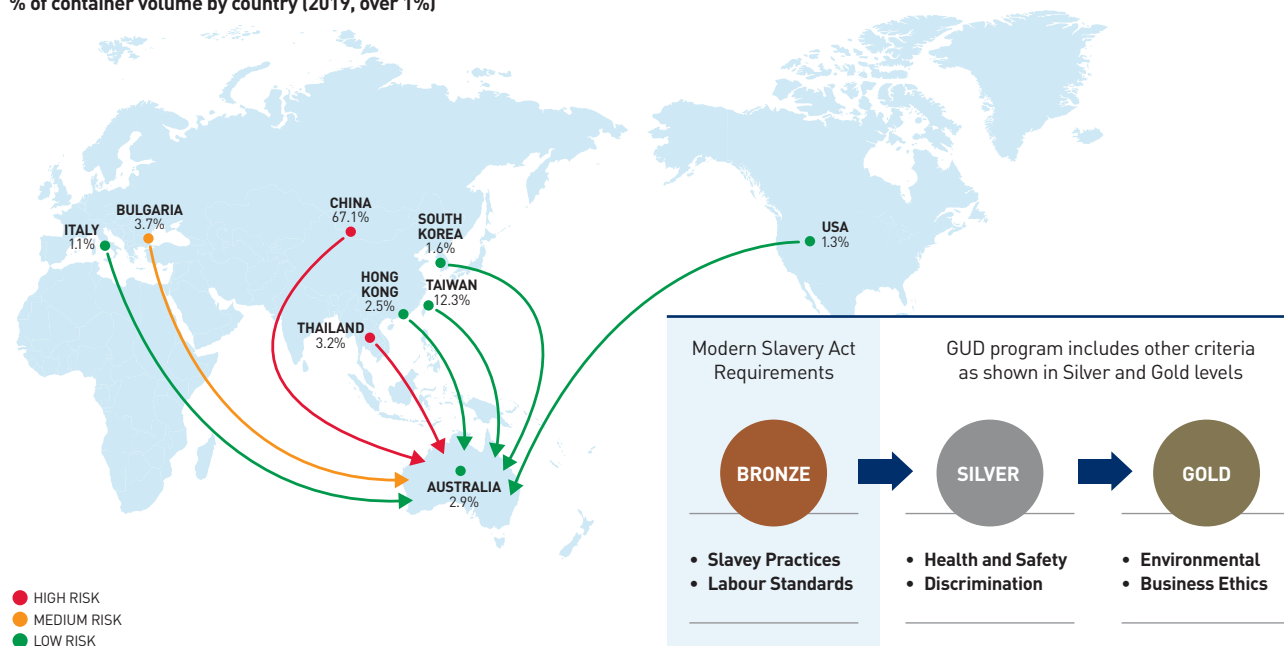 % of container volume by country (2019, over 1%)
BULGARIA
3.7%
ITALY
1.1%
CHINA
67.1%
SOUTH
KOREA
1.6%
HONG
KONG
2.5%
TAIWAN
12.3%
THAILAND
3.2%
USA
1.3%
AUSTRALIA
2.9%
HIGH RISK
MEDIUM RISK
LOW RISK
Modern Slavery Act
Requirements
GUD program includes other criteria
as shown in Silver and Gold levels
BRONZE
SILVER
GOLD
• Slavey Practices
• Labour Standards
• Health and Safety
• Discrimination
• Environmental
• Business Ethics